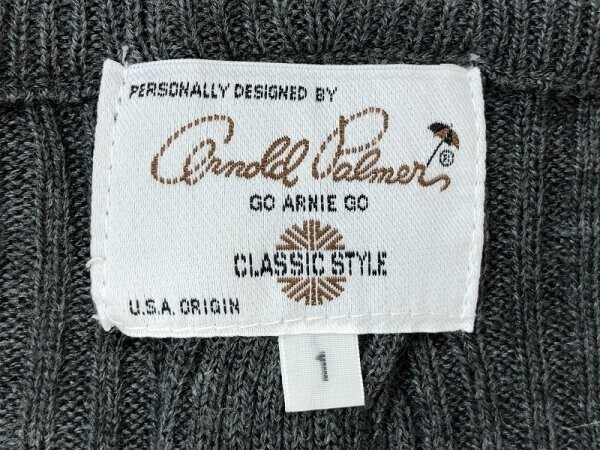 PERSONALLY DESIGNED BY
Arnold Palmer ®
GO ARNIE GO
CLASSIC STYLE
U.S.A. ORIGIN
1